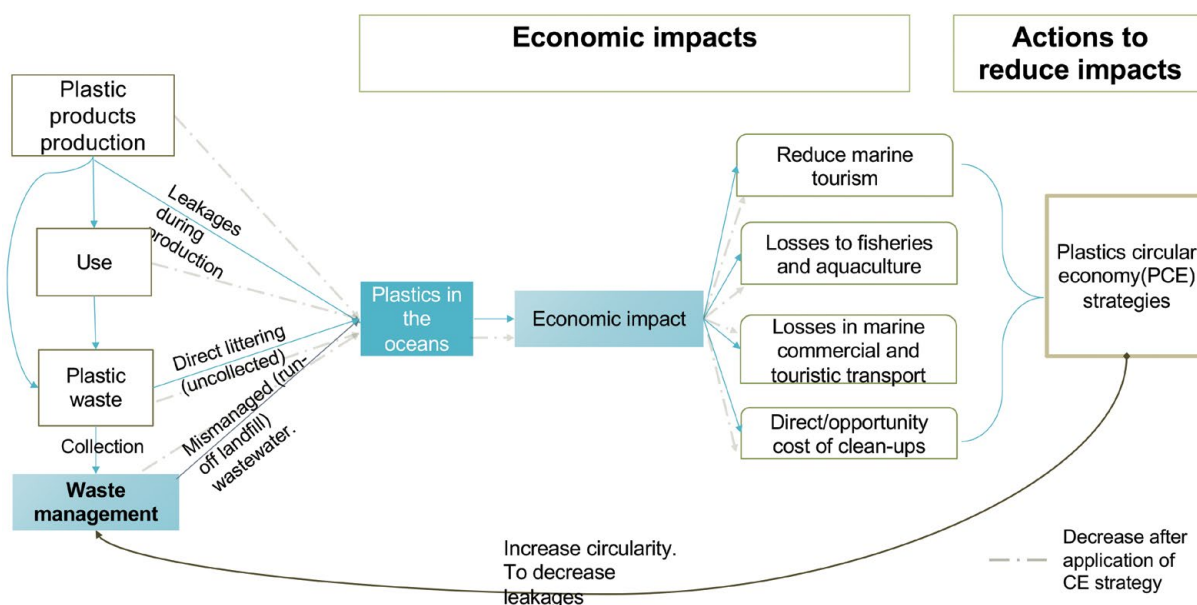 Economic impacts
Actions to
reduce impacts
Plastic
products
production
Leakages
during
production
Use
Direct littering
(uncollected)
Plastic
waste
Mismanaged (run-
off landfill)
wastewater.
Collection
Waste
management
Plastics in
the
oceans
Economic impact
Reduce marine
tourism
Losses to fisheries
and aquaculture
Losses in marine
commercial and
touristic transport
Direct/opportunity
cost of clean-ups
Plastics circular
economy(PCE)
strategies
Increase circularity.
To decrease
leakages
Decrease after
application of
CE strategy